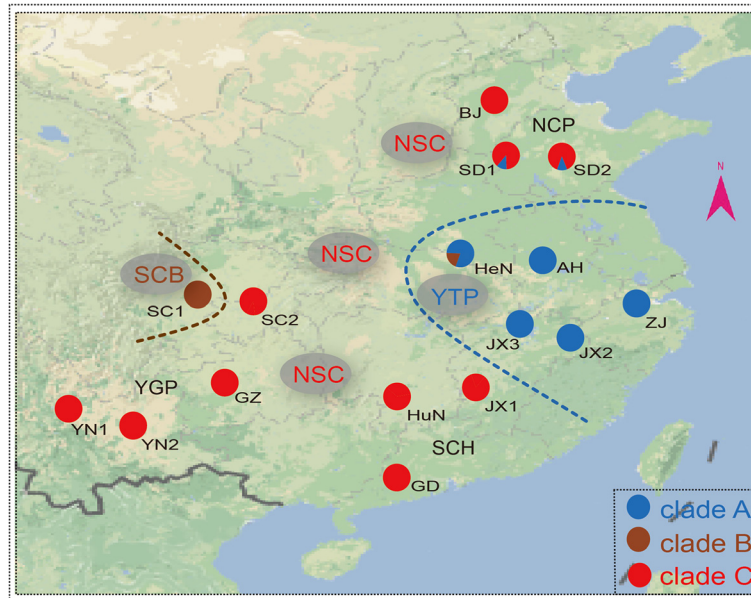 N
BJ
NSC
NCP
SD1
SD2
HeN
AH
NSC
SCB
YTP
SC1
SC2
ZJ
JX3
JX2
NSC
YGP
GZ
HuN
JX1
YN1
YN2
SCH
GD
clade A
clade B
clade C